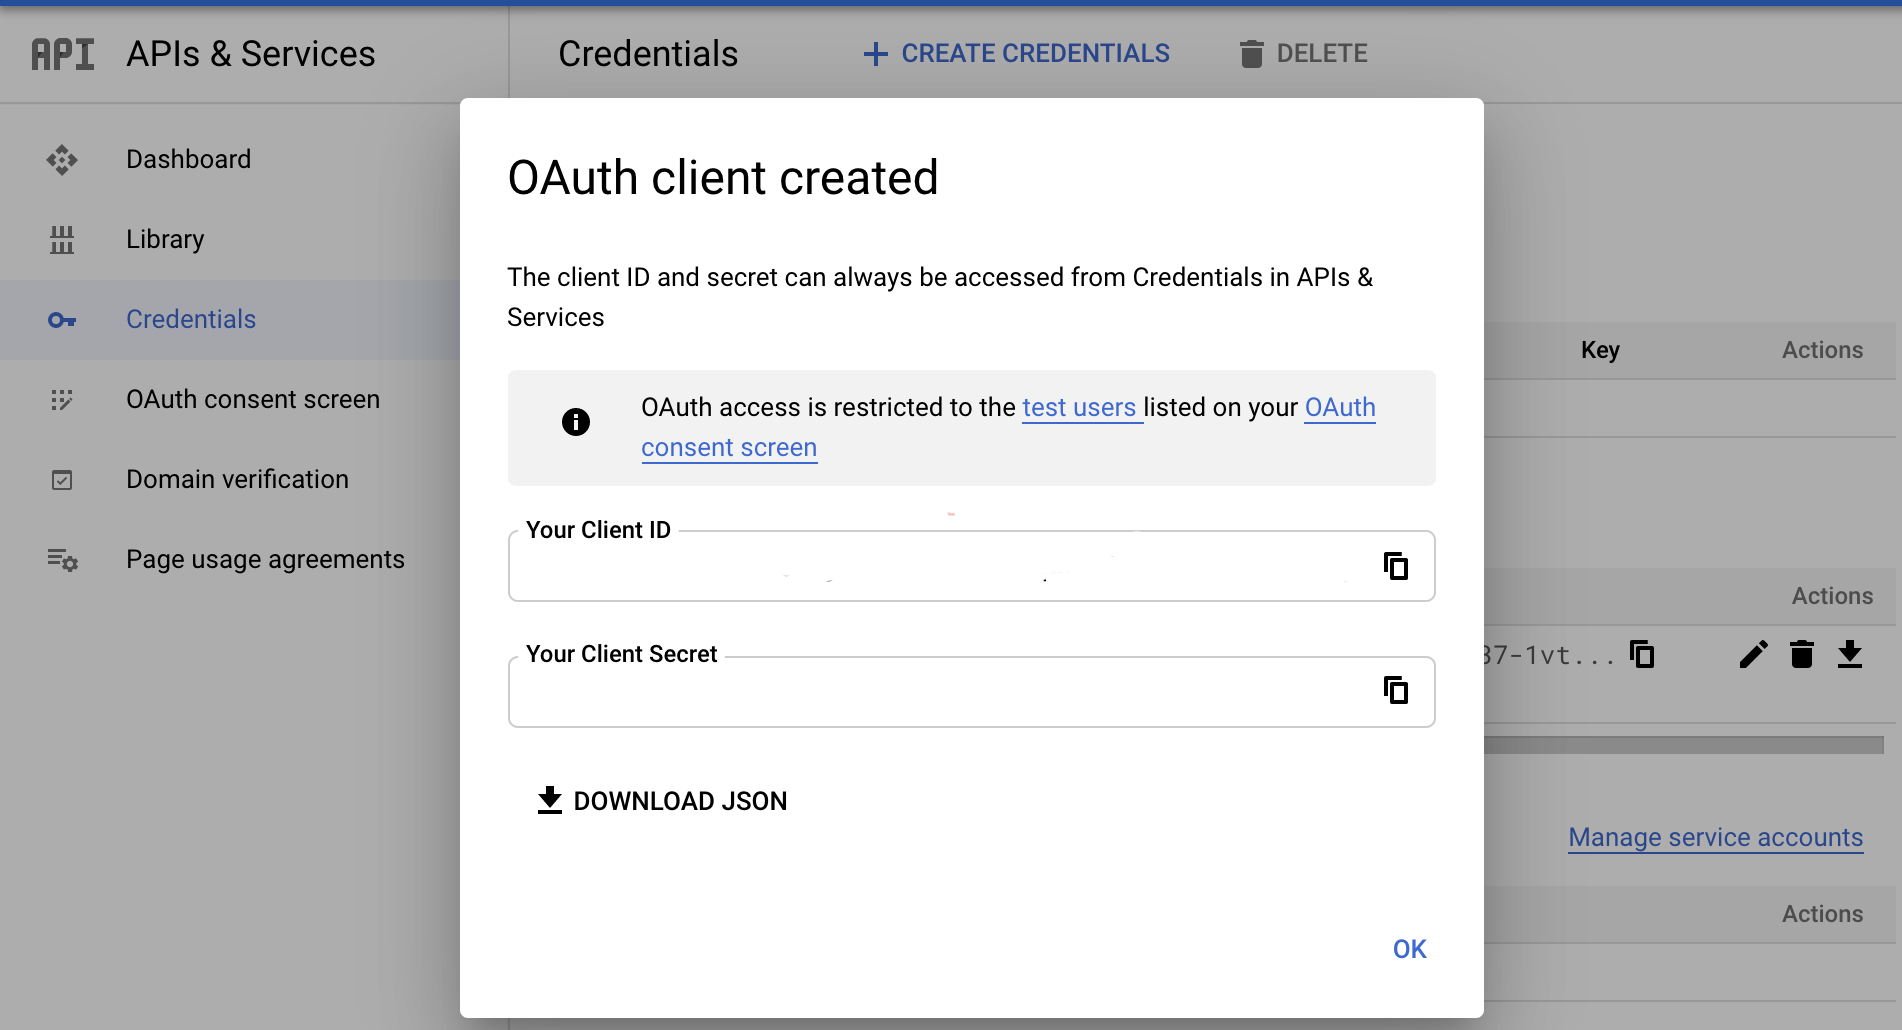 API APIs & Services
Credentials
CREATE CREDENTIALS
DELETE
Dashboard
Library
Credentials
OAuth consent screen
Domain verification
Page usage agreements
OAuth client created
The client ID and secret can always be accessed from Credentials in APIs &
Services
OAuth access is restricted to the test users listed on your OAuth
consent screen
Your Client ID
Your Client Secret
DOWNLOAD JSON
OK
Key
Actions
Actions
37-1vt...
Manage service accounts
Actions